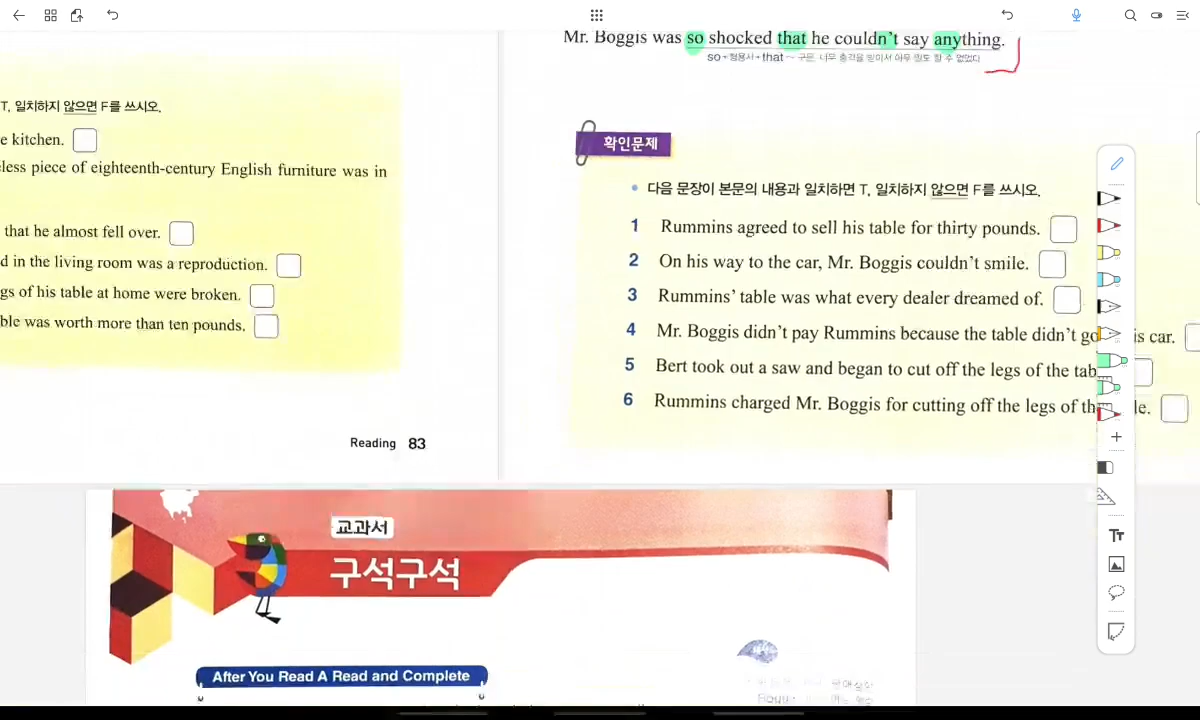 Mr. Boggis was so shocked that he couldn't say anything.
so+형용사+that ~ 구문, 너무 충격을 받아서 아무 말도 할 수 없었다
T, 일치하지 않으면 F를 쓰시오.
e kitchen.
less piece of eighteenth-century English furniture was in
that he almost fell over.
d in the living room was a reproduction.
gs of his table at home were broken.
ble was worth more than ten pounds.
Reading 83
확인문제
다음 문장이 본문의 내용과 일치하면 T, 일치하지 않으면 F를 쓰시오.
1 Rummins agreed to sell his table for thirty pounds.
2 On his way to the car, Mr. Boggis couldn't smile.
3 Rummins' table was what every dealer dreamed of.
4 Mr. Boggis didn't pay Rummins because the table didn't go is car.
5 Bert took out a saw and began to cut off the legs of the tab
6 Rummins charged Mr. Boggis for cutting off the legs of th le.
교과서
구석구석
After You Read A Read and Complete
Tт